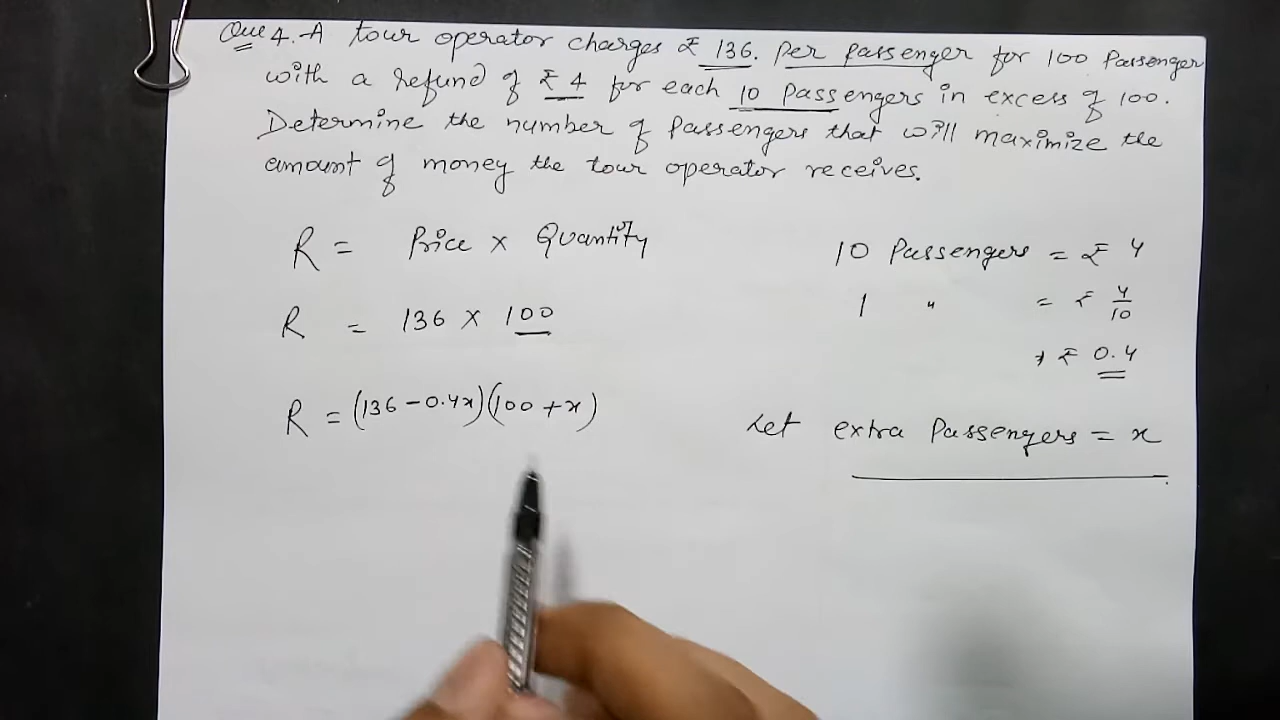 Que 4. A tour operator charges ₹ 136. Per passenger for 100 Passenger
with a refund of ₹ 4 for each 10 passengers in excess of 100.
Determine the number of passengers that will maximize the
amount of money the tour operator receives.
R = Price × Quantity
R = 136 × 100
R = (136 - 0.4x)(100 + x)
10 Passengers = ₹ 4
1 " = ₹ 4/10
⇒ ₹ 0.4
Let extra Passengers = x